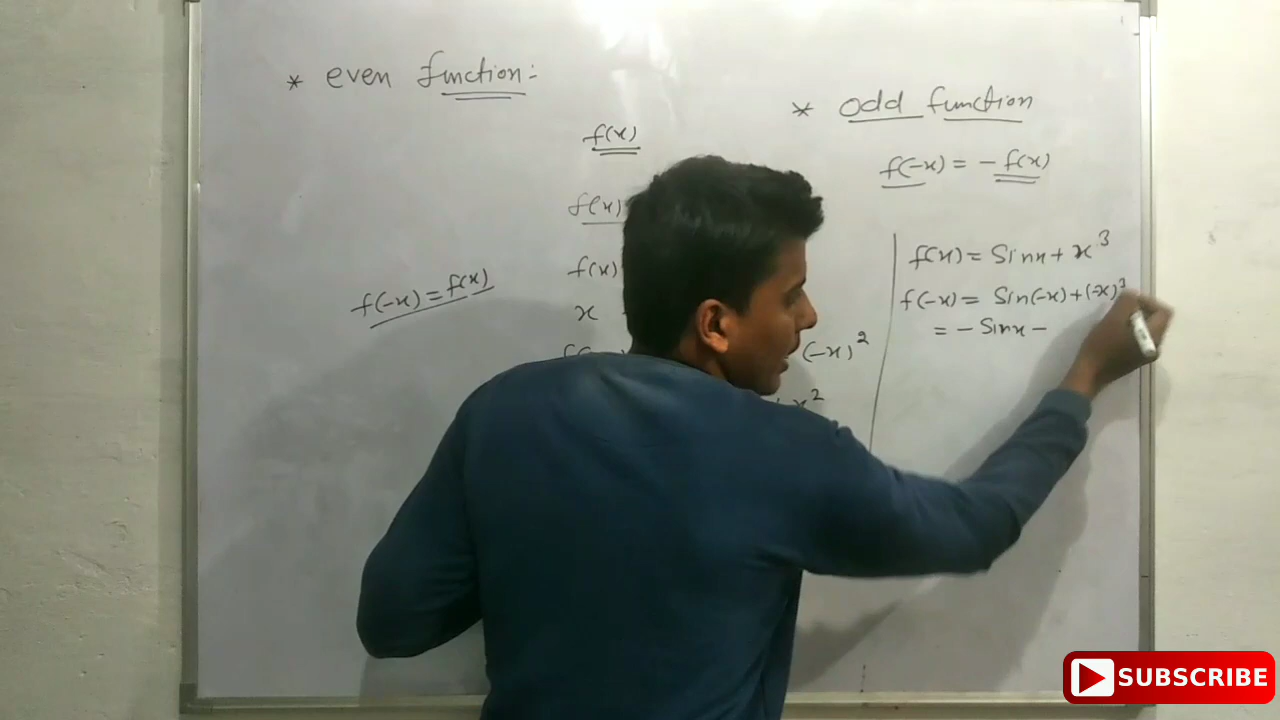 * even function:-
f(x)
f(x)
f(x)
x
f(-x) = f(x)
(-x)²
x²
* odd function
f(-x) = - f(x)
f(x) = Sinx + x³
f(-x) = Sin(-x) + (-x)³
= - Sinx -
SUBSCRIBE